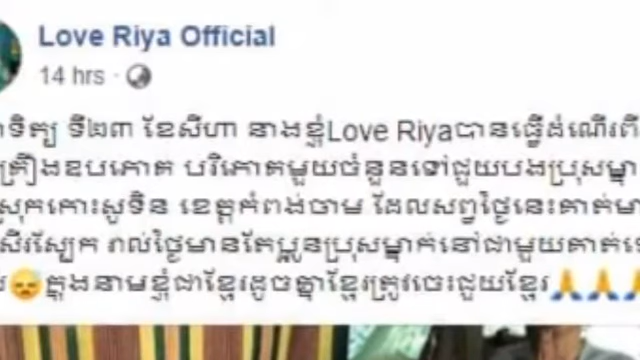 Love Riya Official
14 hrs ·
ទិត្យ ទី២៣ ខែសីហា នាងខ្ញុំLove Riyaបានធ្វើដំណើរពី
គ្រឿងឧបភោគ បរិភោគមួយចំនួនទៅជួយបងប្រុសម្នា
ស្រុកកោះសូទិន ខេត្តកំពង់ចាម ដែលសព្វថ្ងៃនេះគាត់មា
សើរស្បែក រាល់ថ្ងៃមានតែប្អូនប្រុសម្នាក់នៅជាមួយគាត់ទេ
😓ក្នុងនាមខ្ញុំជាខ្មែរដូចគ្នាខ្មែរត្រូវចេះជួយខ្មែរ🙏🙏🙏